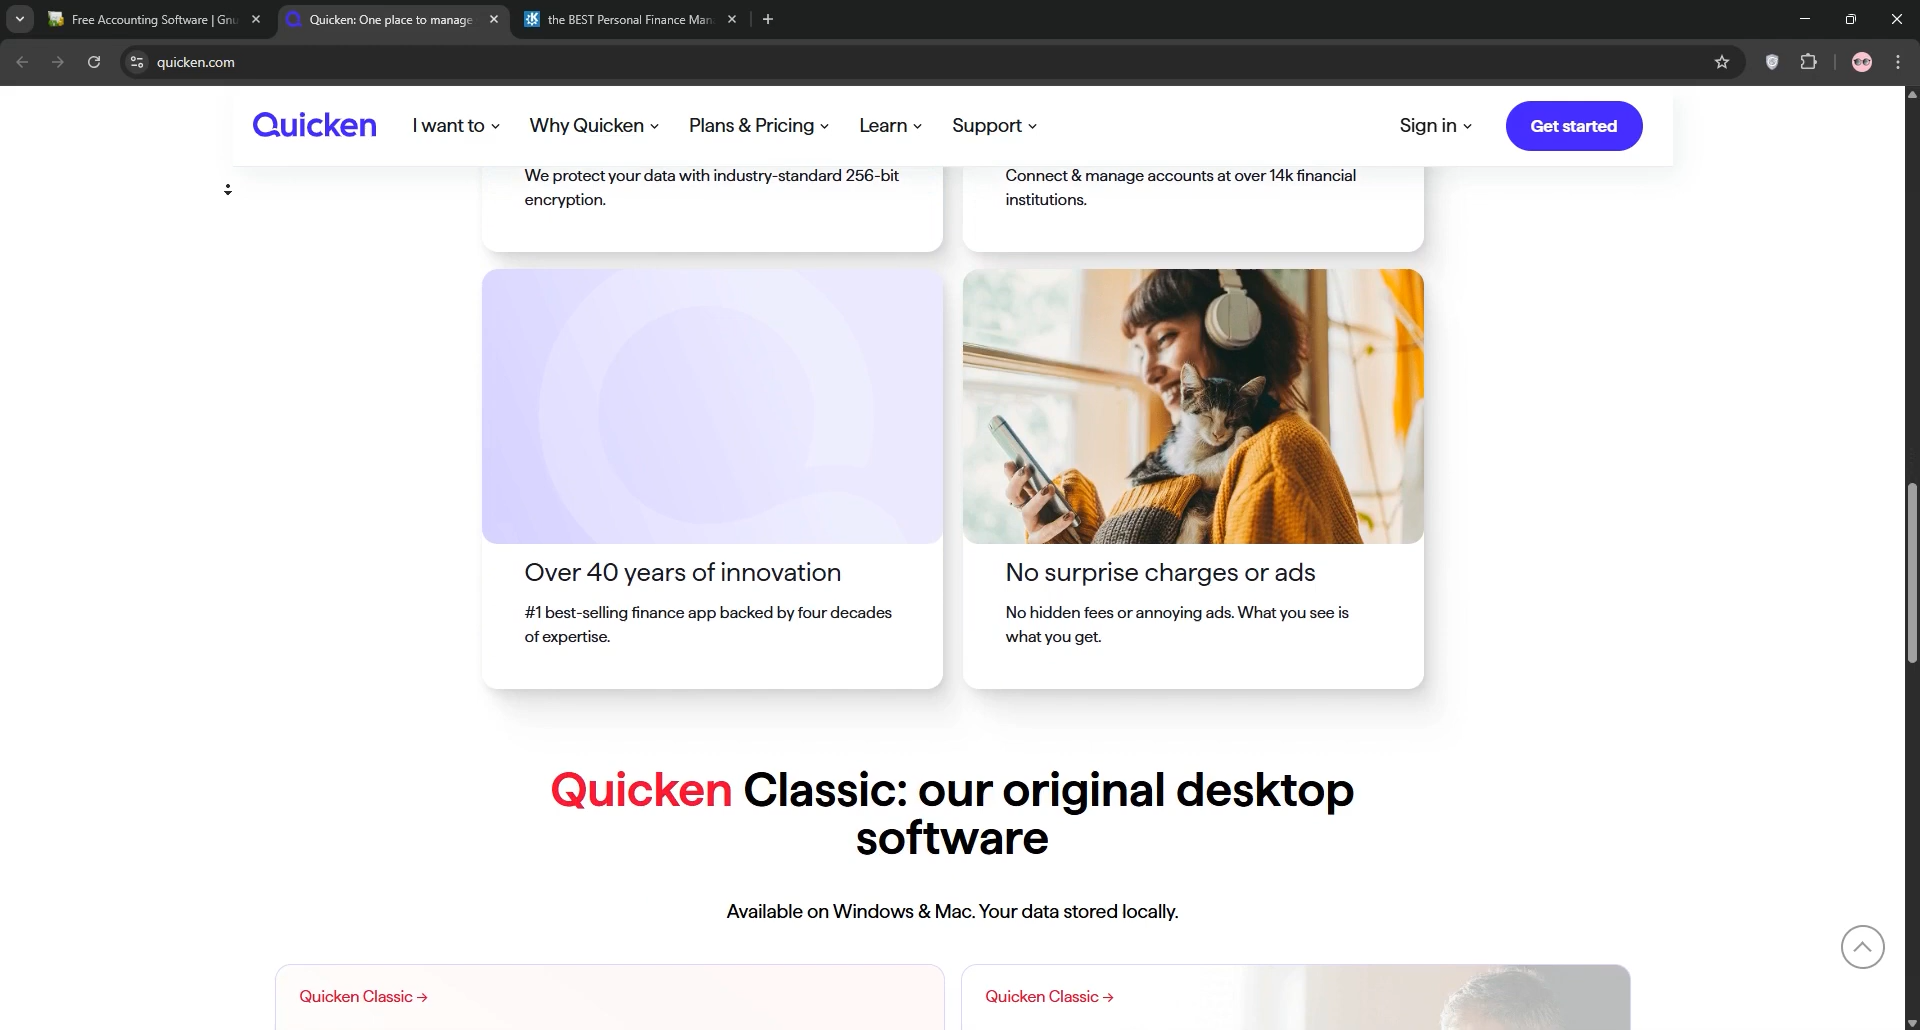 Free Accounting Software | Gnu
Quicken: One place to manage
the BEST Personal Finance Man
quicken.com
Quicken
I want to
Why Quicken
Plans & Pricing
Learn
Support
Sign in
Get started
We protect your data with industry-standard 256-bit
encryption.
Connect & manage accounts at over 14k financial
institutions.
Over 40 years of innovation
#1 best-selling finance app backed by four decades
of expertise.
No surprise charges or ads
No hidden fees or annoying ads. What you see is
what you get.
Quicken Classic: our original desktop
software
Available on Windows & Mac. Your data stored locally.
Quicken Classic →
Quicken Classic →